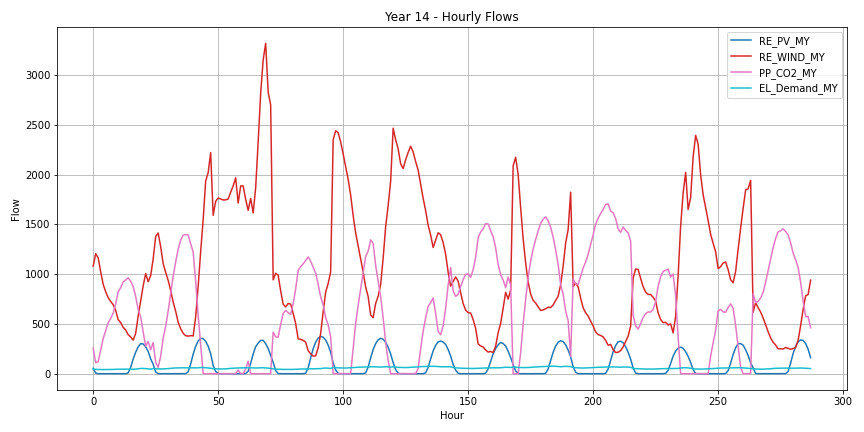 Year 14 - Hourly Flows
RE_PV_MY
RE_WIND_MY
PP_CO2_MY
EL_Demand_MY
Flow
3000
2500
2000
1500
1000
500
0
0 50 100 150 200 250 300
Hour